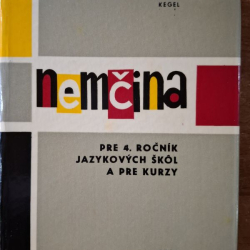 KEGEL
nemčina
PRE 4. ROČNÍK
JAZYKOVÝCH ŠKÔL
A PRE KURZY